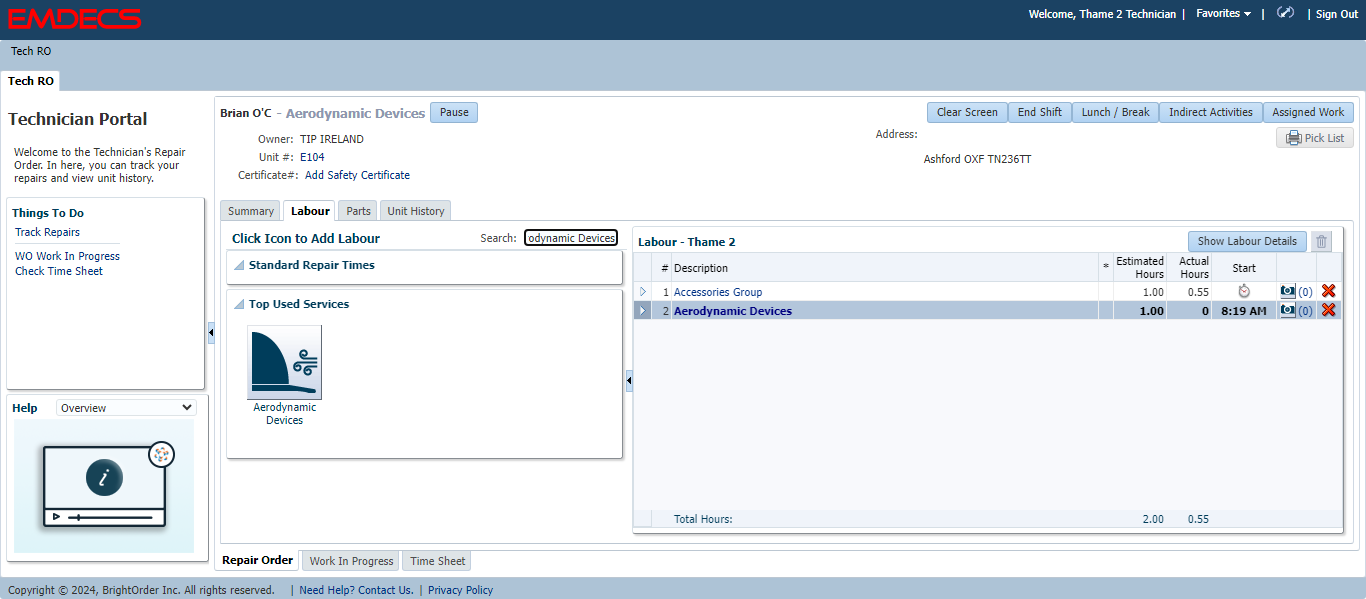 EMDECS
Welcome, Thame 2 Technician | Favorites | | Sign Out
Tech RO
Tech RO
Technician Portal
Welcome to the Technician's Repair
Order. In here, you can track your
repairs and view unit history.
Things To Do
Track Repairs
WO Work In Progress
Check Time Sheet
Help Overview
i
Brian O'C - Aerodynamic Devices Pause
Clear Screen End Shift Lunch / Break Indirect Activities Assigned Work
Owner: TIP IRELAND
Unit #: E104
Certificate#: Add Safety Certificate
Address:
Pick List
Ashford OXF TN236TT
Summary Labour Parts Unit History
Click Icon to Add Labour Search: odynamic Devices
Standard Repair Times
Top Used Services
Aerodynamic
Devices
Labour - Thame 2 Show Labour Details
# Description * Estimated Hours Actual Hours Start
1 Accessories Group 1.00 0.55 (0)
2 Aerodynamic Devices 1.00 0 8:19 AM (0)
Total Hours: 2.00 0.55
Repair Order Work In Progress Time Sheet
Copyright © 2024, BrightOrder Inc. All rights reserved. | Need Help? Contact Us. | Privacy Policy